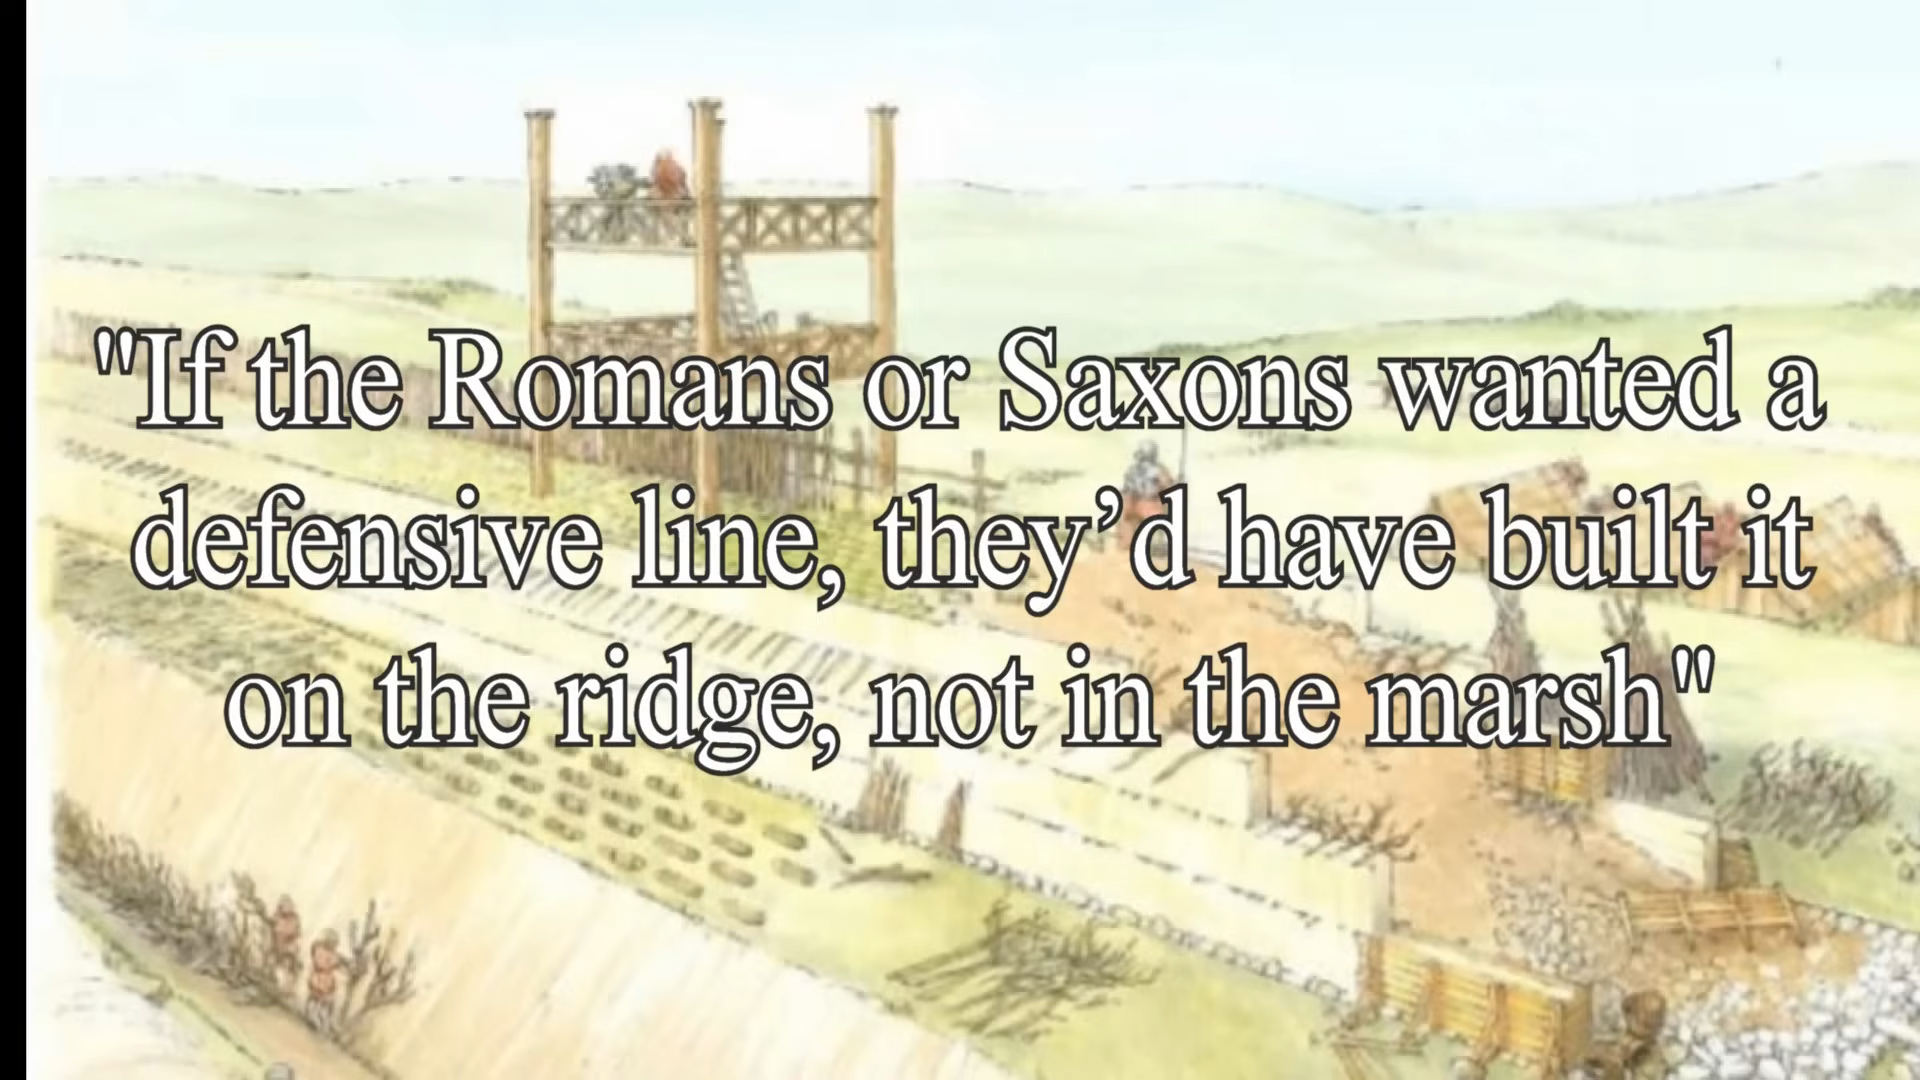 "If the Romans or Saxons wanted a
defensive line, they’d have built it
on the ridge, not in the marsh"